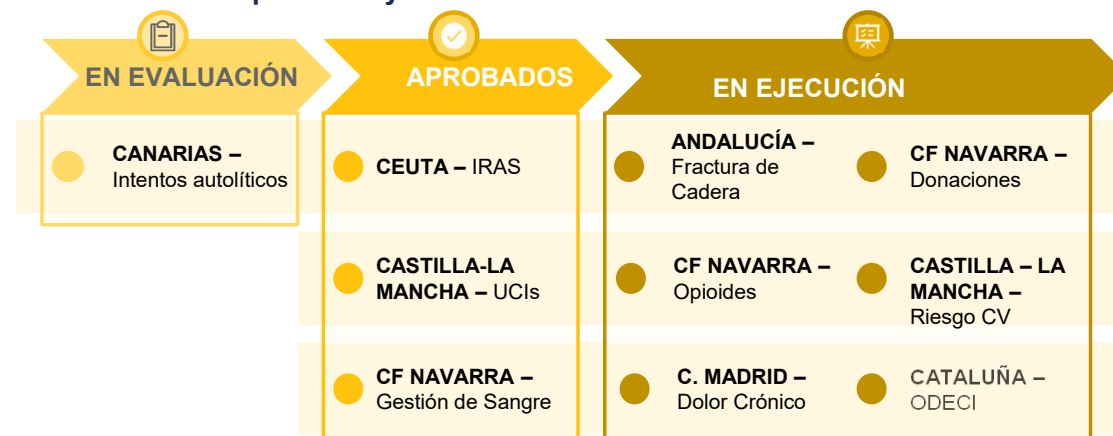 EN EVALUACIÓN
APROBADOS
EN EJECUCIÓN
CANARIAS –
Intentos autolíticos
CEUTA – IRAS
CASTILLA-LA
MANCHA – UCIs
CF NAVARRA –
Gestión de Sangre
ANDALUCÍA –
Fractura de
Cadera
CF NAVARRA –
Opioides
C. MADRID –
Dolor Crónico
CF NAVARRA –
Donaciones
CASTILLA – LA
MANCHA –
Riesgo CV
CATALUÑA –
ODECI